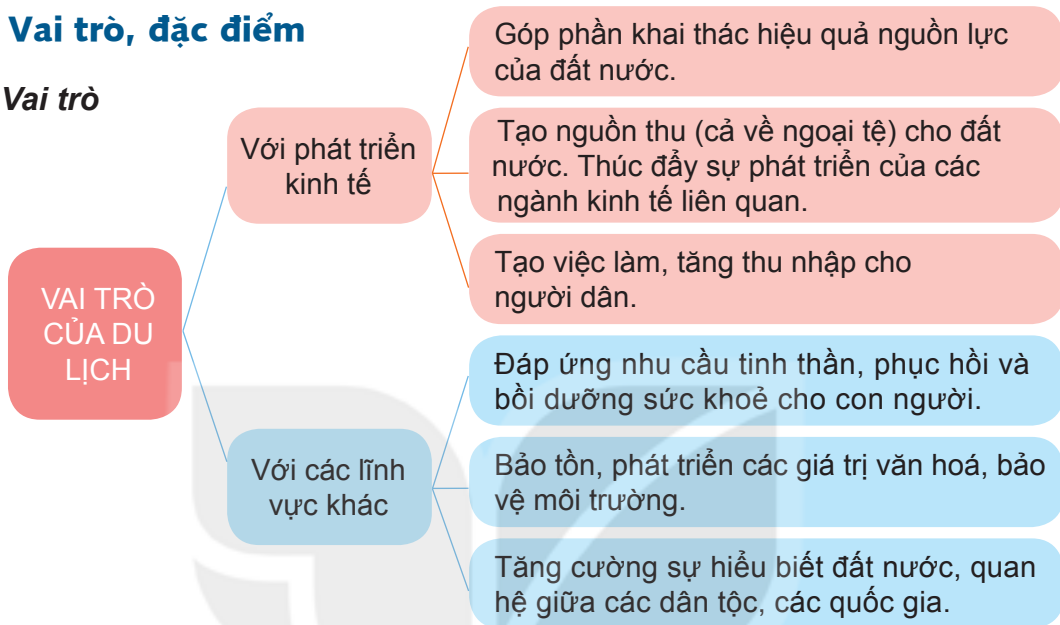 Vai trò, đặc điểm
Vai trò
VAI TRÒ
CỦA DU
LỊCH
Với phát triển
kinh tế
Góp phần khai thác hiệu quả nguồn lực
của đất nước.
Tạo nguồn thu (cả về ngoại tệ) cho đất
nước. Thúc đẩy sự phát triển của các
ngành kinh tế liên quan.
Tạo việc làm, tăng thu nhập cho
người dân.
Với các lĩnh
vực khác
Đáp ứng nhu cầu tinh thần, phục hồi và
bồi dưỡng sức khoẻ cho con người.
Bảo tồn, phát triển các giá trị văn hoá, bảo
vệ môi trường.
Tăng cường sự hiểu biết đất nước, quan
hệ giữa các dân tộc, các quốc gia.